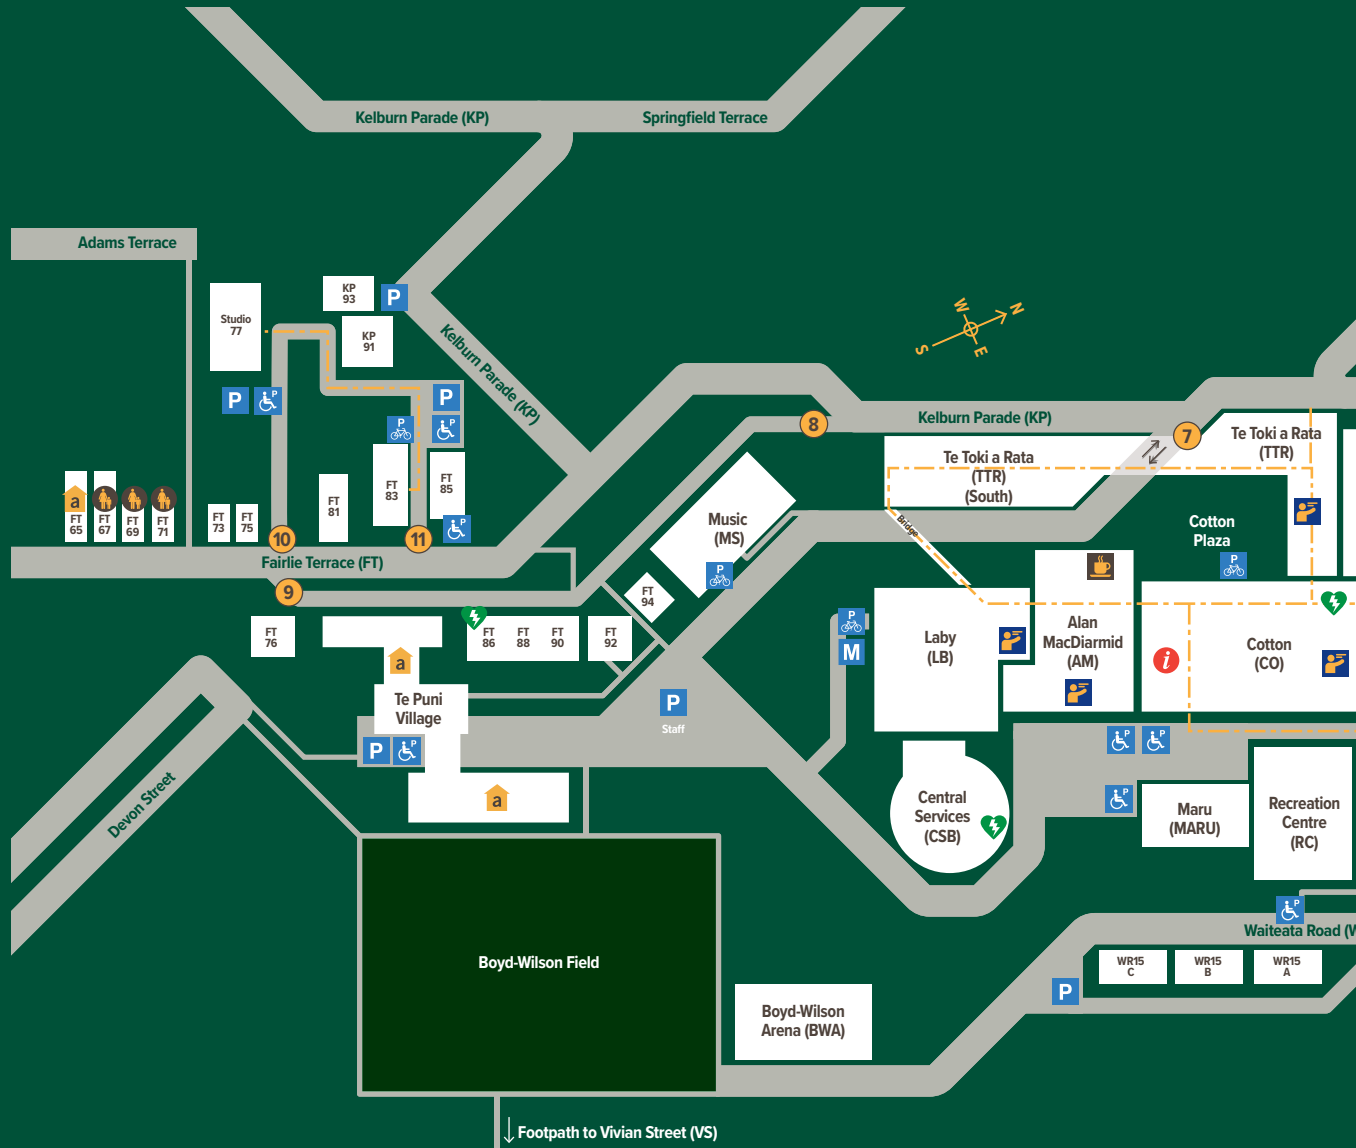 Kelburn Parade (KP)
Springfield Terrace
Adams Terrace
Studio
77
KP
93
P
KP
91
Kelburn Parade (KP)
W
N
S
E
P
P
P
P
P
P
8
Kelburn Parade (KP)
7
Te Toki a Rata
(TTR)
Te Toki a Rata
(TTR)
(South)
a
FT
65
FT
67
FT
69
FT
71
FT
73
FT
75
FT
81
FT
83
FT
85
P
10
11
Music
(MS)
P
Bridge
Cotton
Plaza
P
Fairlie Terrace (FT)
9
FT
94
FT
76
FT
86
FT
88
FT
90
FT
92
a
Te Puni
Village
P
M
Laby
(LB)
Alan
MacDiarmid
(AM)
i
Cotton
(CO)
P
Staff
P
P
a
P
P
P
Devon Street
Central
Services
(CSB)
Maru
(MARU)
Recreation
Centre
(RC)
P
Waiteata Road (W
WR15
C
WR15
B
WR15
A
P
Boyd-Wilson Field
Boyd-Wilson
Arena (BWA)
Footpath to Vivian Street (VS)